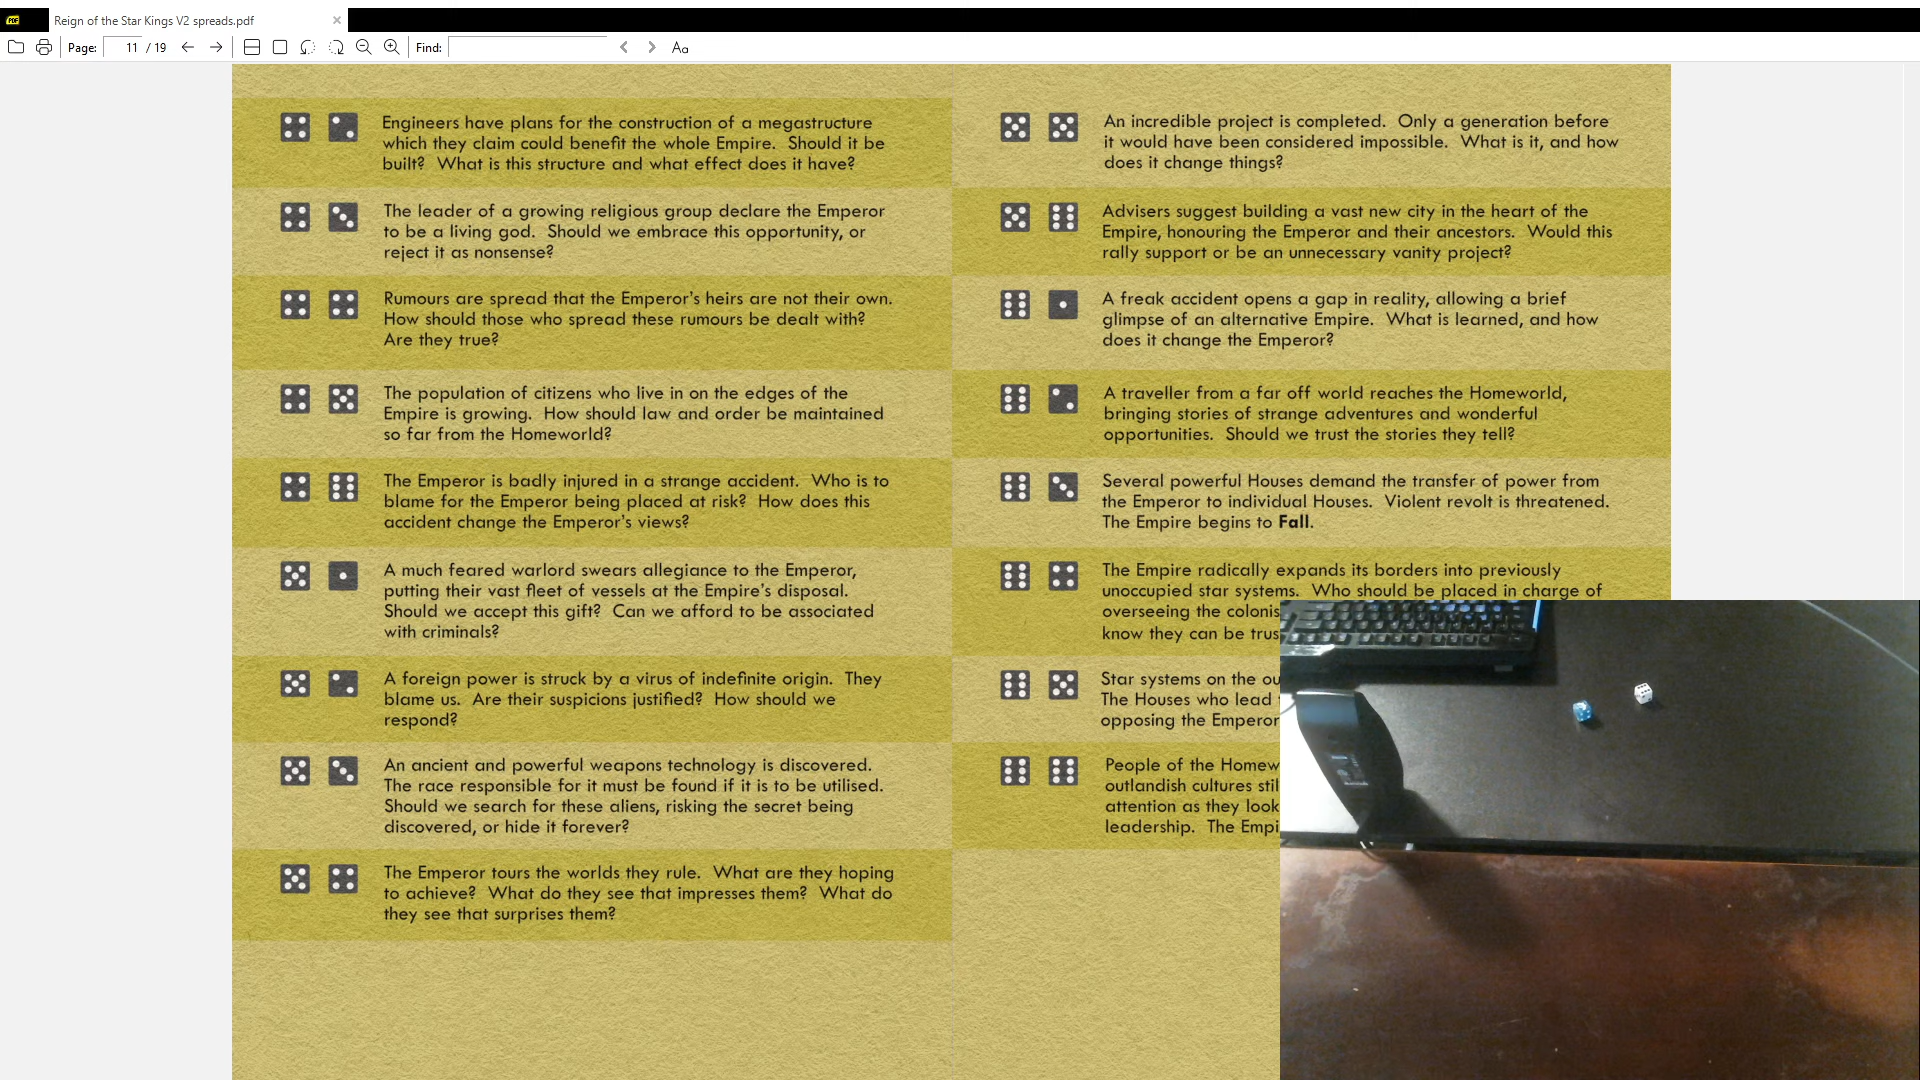 Reign of the Star Kings V2 spreads.pdf
Page: 11 / 19
Find:
Aa
Engineers have plans for the construction of a megastructure
which they claim could benefit the whole Empire. Should it be
built? What is this structure and what effect does it have?
The leader of a growing religious group declare the Emperor
to be a living god. Should we embrace this opportunity, or
reject it as nonsense?
Rumours are spread that the Emperor's heirs are not their own.
How should those who spread these rumours be dealt with?
Are they true?
The population of citizens who live in on the edges of the
Empire is growing. How should law and order be maintained
so far from the Homeworld?
The Emperor is badly injured in a strange accident. Who is to
blame for the Emperor being placed at risk? How does this
accident change the Emperor's views?
A much feared warlord swears allegiance to the Emperor,
putting their vast fleet of vessels at the Empire's disposal.
Should we accept this gift? Can we afford to be associated
with criminals?
A foreign power is struck by a virus of indefinite origin. They
blame us. Are their suspicions justified? How should we
respond?
An ancient and powerful weapons technology is discovered.
The race responsible for it must be found if it is to be utilised.
Should we search for these aliens, risking the secret being
discovered, or hide it forever?
The Emperor tours the worlds they rule. What are they hoping
to achieve? What do they see that impresses them? What do
they see that surprises them?
An incredible project is completed. Only a generation before
it would have been considered impossible. What is it, and how
does it change things?
Advisers suggest building a vast new city in the heart of the
Empire, honouring the Emperor and their ancestors. Would this
rally support or be an unnecessary vanity project?
A freak accident opens a gap in reality, allowing a brief
glimpse of an alternative Empire. What is learned, and how
does it change the Emperor?
A traveller from a far off world reaches the Homeworld,
bringing stories of strange adventures and wonderful
opportunities. Should we trust the stories they tell?
Several powerful Houses demand the transfer of power from
the Emperor to individual Houses. Violent revolt is threatened.
The Empire begins to Fall.
The Empire radically expands its borders into previously
unoccupied star systems. Who should be placed in charge of
overseeing the colonis
know they can be trus
Star systems on the ou
The Houses who lead
opposing the Emperor
People of the Homew
outlandish cultures stil
attention as they look
leadership. The Empi